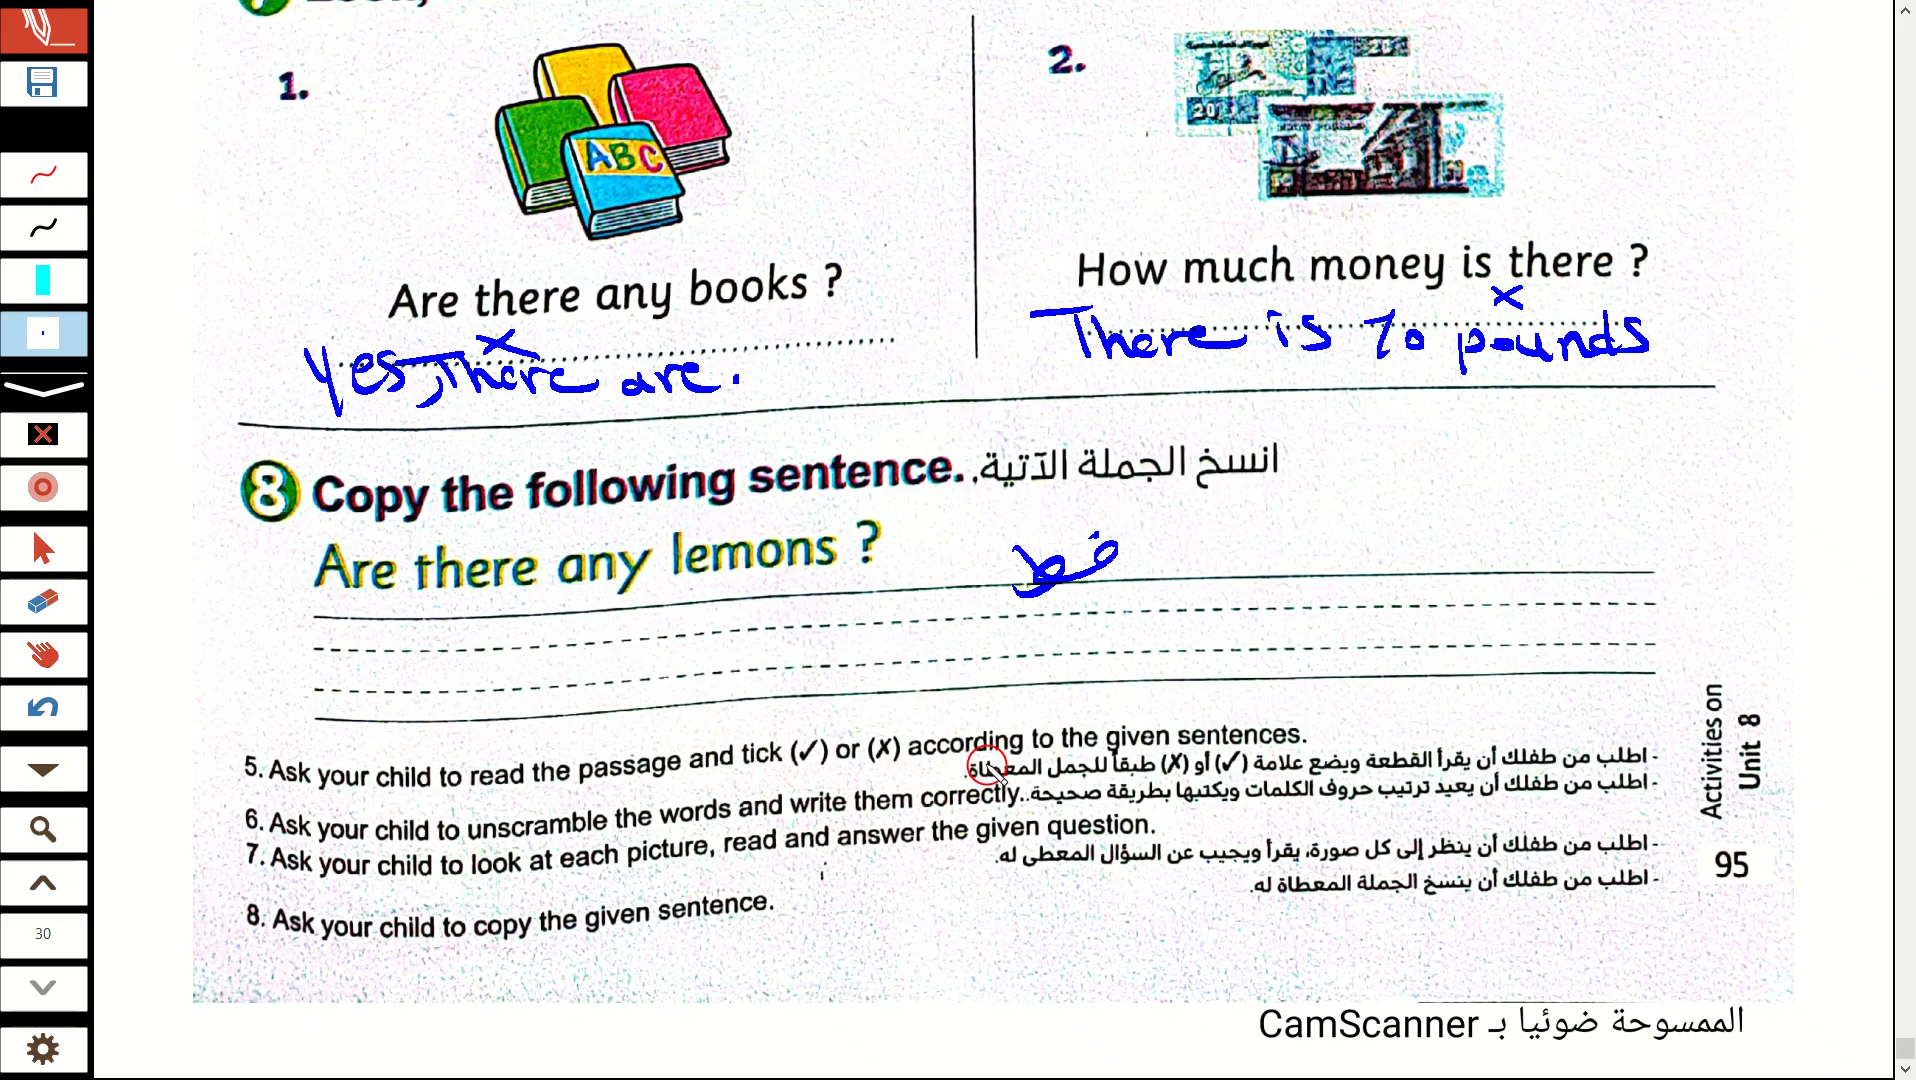 1.
ABC
Are there any books ?
Yes, There are.
2.
20
20
How much money is there ?
There is 70 pounds
8 Copy the following sentence. انسخ الجملة الآتية.
Are there any lemons ?
خط
5. Ask your child to read the passage and tick (✓) or (✗) according to the given sentences.
- اطلب من طفلك أن يقرأ القطعة ويضع علامة (✓) أو (✗) طبقاً للجمل المعطاة.
6. Ask your child to unscramble the words and write them correctly.
- اطلب من طفلك أن يعيد ترتيب حروف الكلمات ويكتبها بطريقة صحيحة.
7. Ask your child to look at each picture, read and answer the given question.
- اطلب من طفلك أن ينظر إلى كل صورة، يقرأ ويجيب عن السؤال المعطى له.
8. Ask your child to copy the given sentence.
- اطلب من طفلك أن ينسخ الجملة المعطاة له.
Activities on
Unit 8
95
30
الممسوحة ضوئيا بـ CamScanner